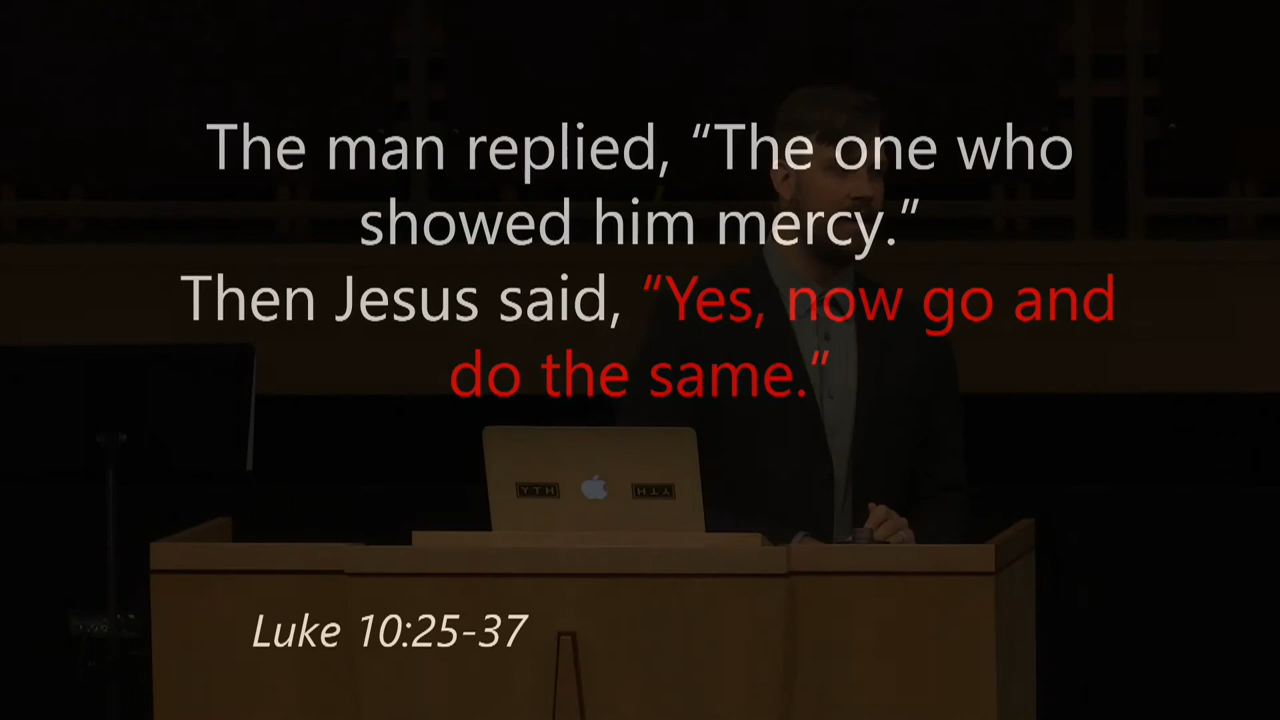 The man replied, “The one who
showed him mercy.”
Then Jesus said, “Yes, now go and
do the same.”
Luke 10:25-37